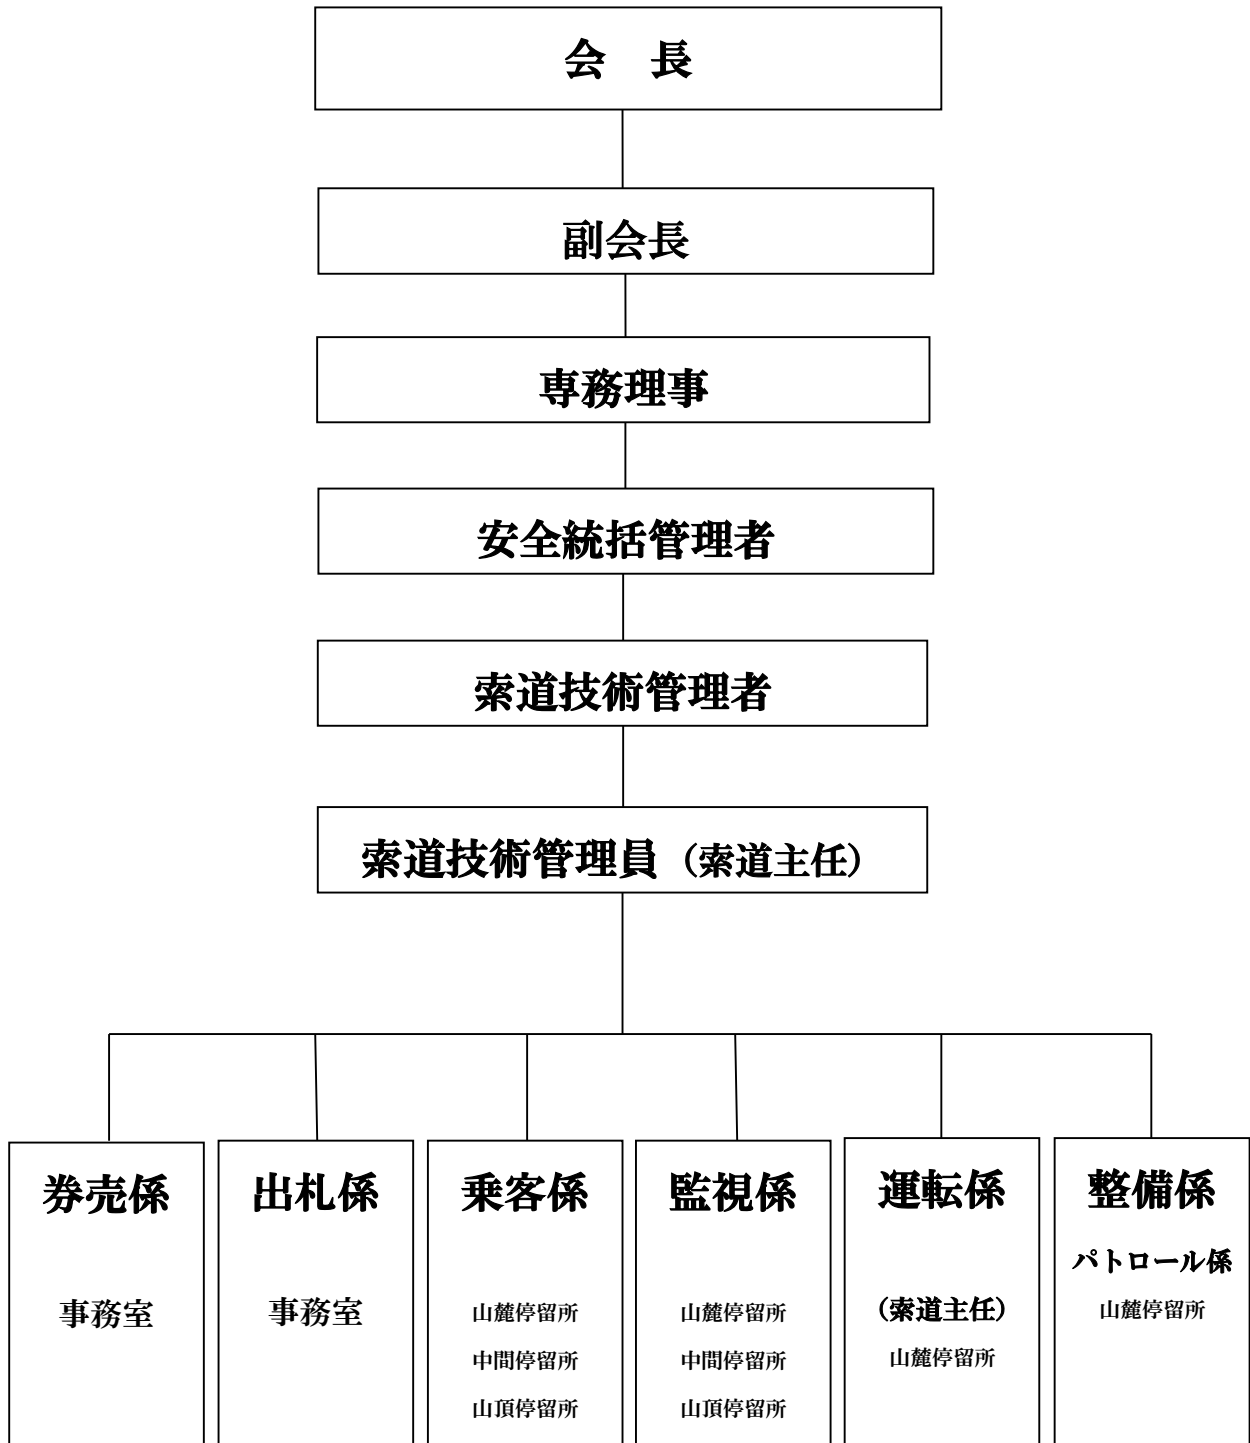 会　長
副会長
専務理事
安全統括管理者
索道技術管理者
索道技術管理員（索道主任）
券売係
事務室
出札係
事務室
乗客係
山麓停留所
中間停留所
山頂停留所
監視係
山麓停留所
中間停留所
山頂停留所
運転係
（索道主任）
山麓停留所
整備係
パトロール係
山麓停留所